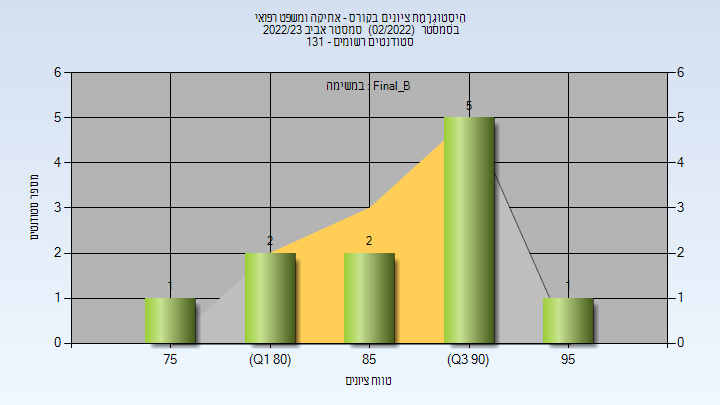 היסטוגרמת ציונים בקורס - אתיקה ומשפט רפואי
בסמסטר (02/2022) סמסטר אביב 2022/23
סטודנטים רשומים - 131
במשימה : Final_B
6 6
5 5
4 4
3 3
2 2
1 1
0 0
1 2 2 5 1
מספר סטודנטים
75 (Q1 80) 85 (Q3 90) 95
טווח ציונים